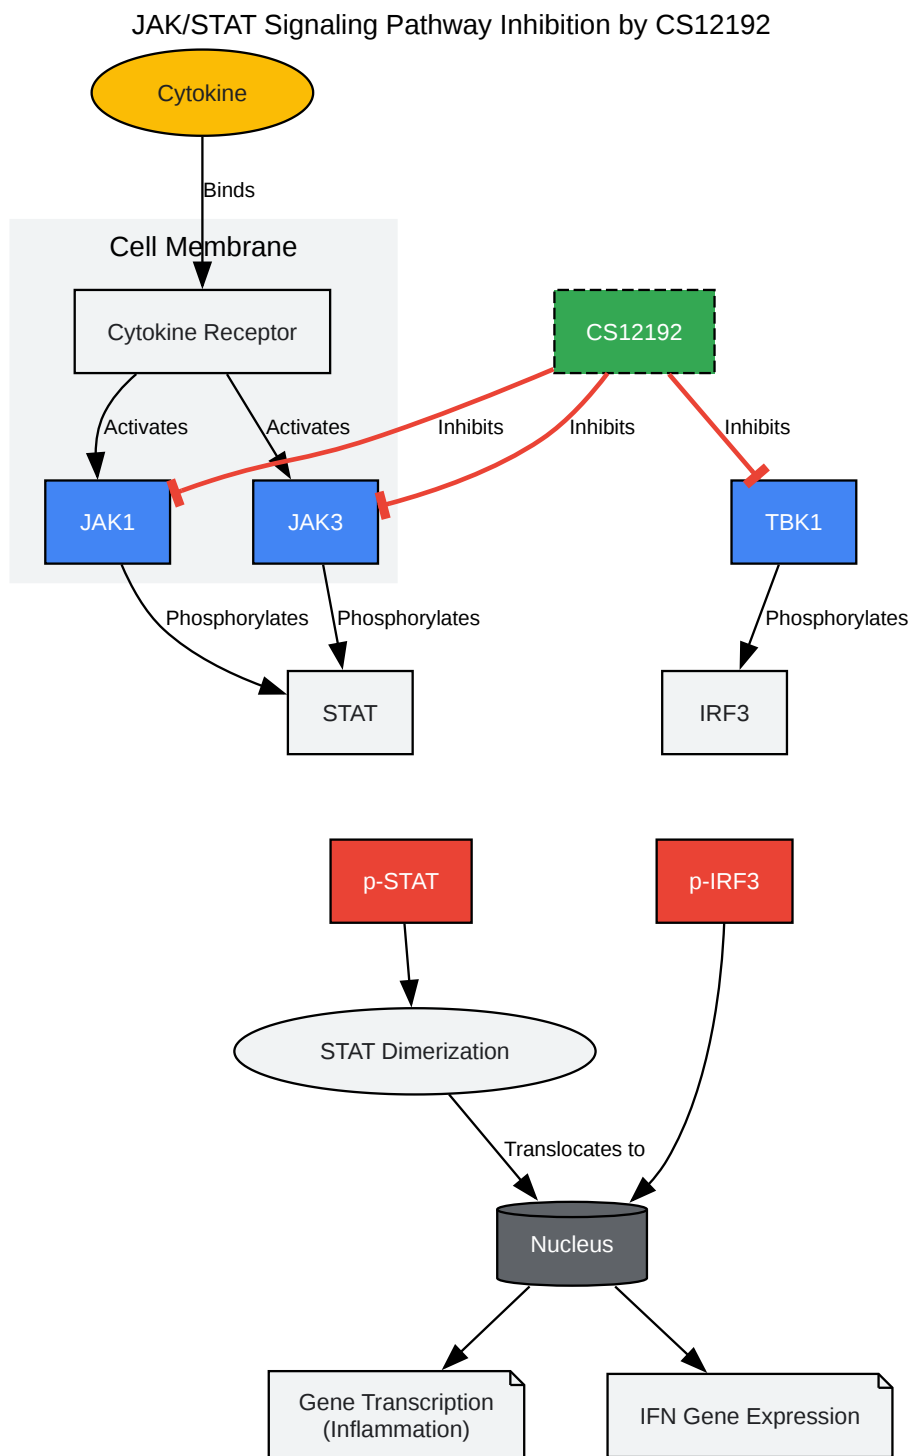 JAK/STAT Signaling Pathway Inhibition by CS12192
Cytokine
Binds
Cell Membrane
Cytokine Receptor
CS12192
Activates
Activates
Inhibits
Inhibits
Inhibits
JAK1
JAK3
TBK1
Phosphorylates
Phosphorylates
Phosphorylates
STAT
IRF3
p-STAT
p-IRF3
STAT Dimerization
Translocates to
Nucleus
Gene Transcription
(Inflammation)
IFN Gene Expression